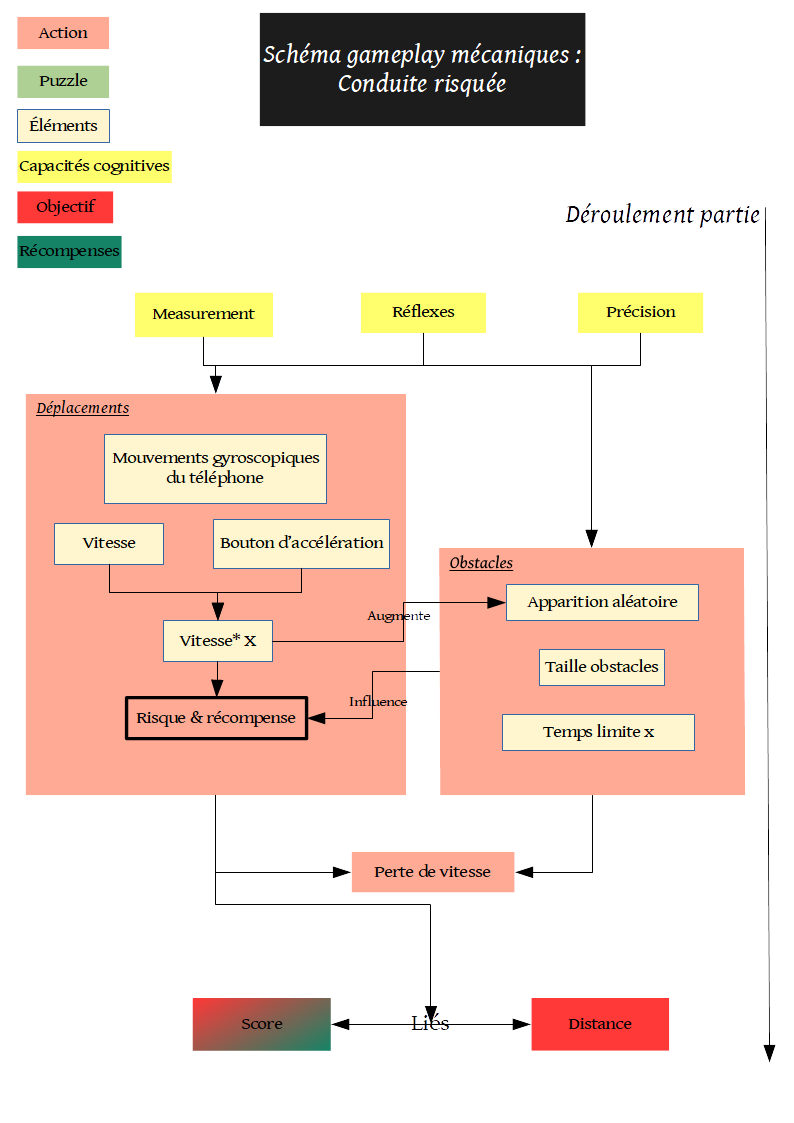 Action
Schéma gameplay mécaniques :
Conduite risquée
Puzzle
Éléments
Capacités cognitives
Objectif
Récompenses
Déroulement partie
Measurement
Réflexes
Précision
Déplacements
Mouvements gyroscopiques
du téléphone
Vitesse
Bouton d'accélération
Vitesse* X
Risque & récompense
Augmente
Influence
Obstacles
Apparition aléatoire
Taille obstacles
Temps limite x
Perte de vitesse
Score
Liés
Distance